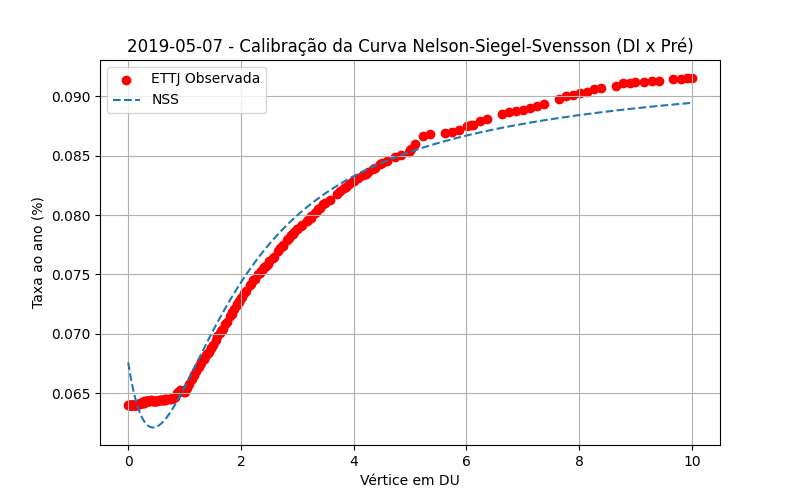 2019-05-07 - Calibração da Curva Nelson-Siegel-Svensson (DI x Pré)
ETTJ Observada
NSS
Taxa ao ano (%)
0.090
0.085
0.080
0.075
0.070
0.065
0 2 4 6 8 10
Vértice em DU